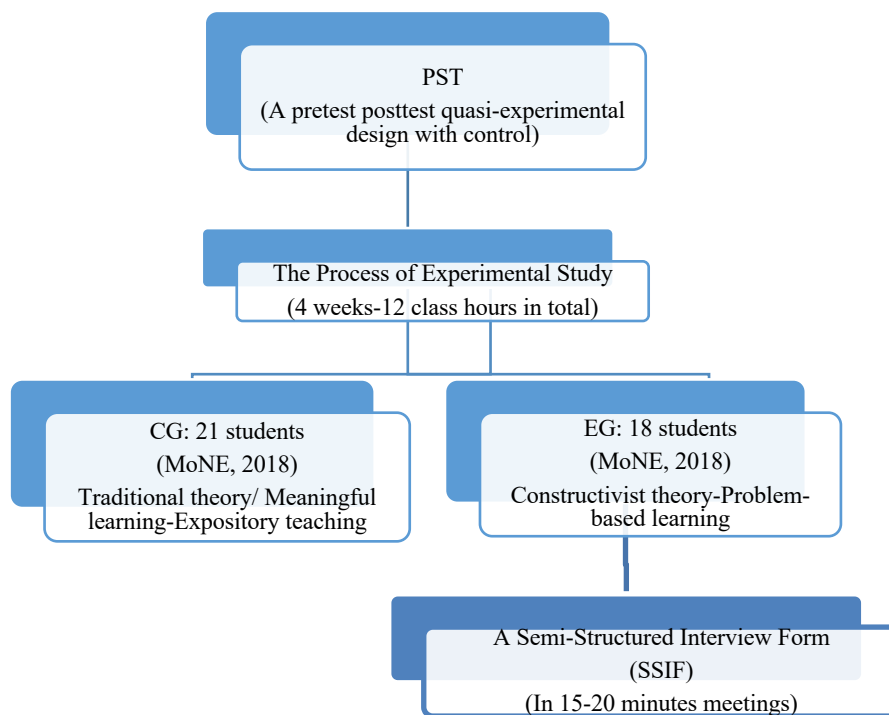 PST
(A pretest posttest quasi-experimental
design with control)
The Process of Experimental Study
(4 weeks-12 class hours in total)
CG: 21 students
(MoNE, 2018)
Traditional theory/ Meaningful
learning-Expository teaching
EG: 18 students
(MoNE, 2018)
Constructivist theory-Problem-
based learning
A Semi-Structured Interview Form
(SSIF)
(In 15-20 minutes meetings)